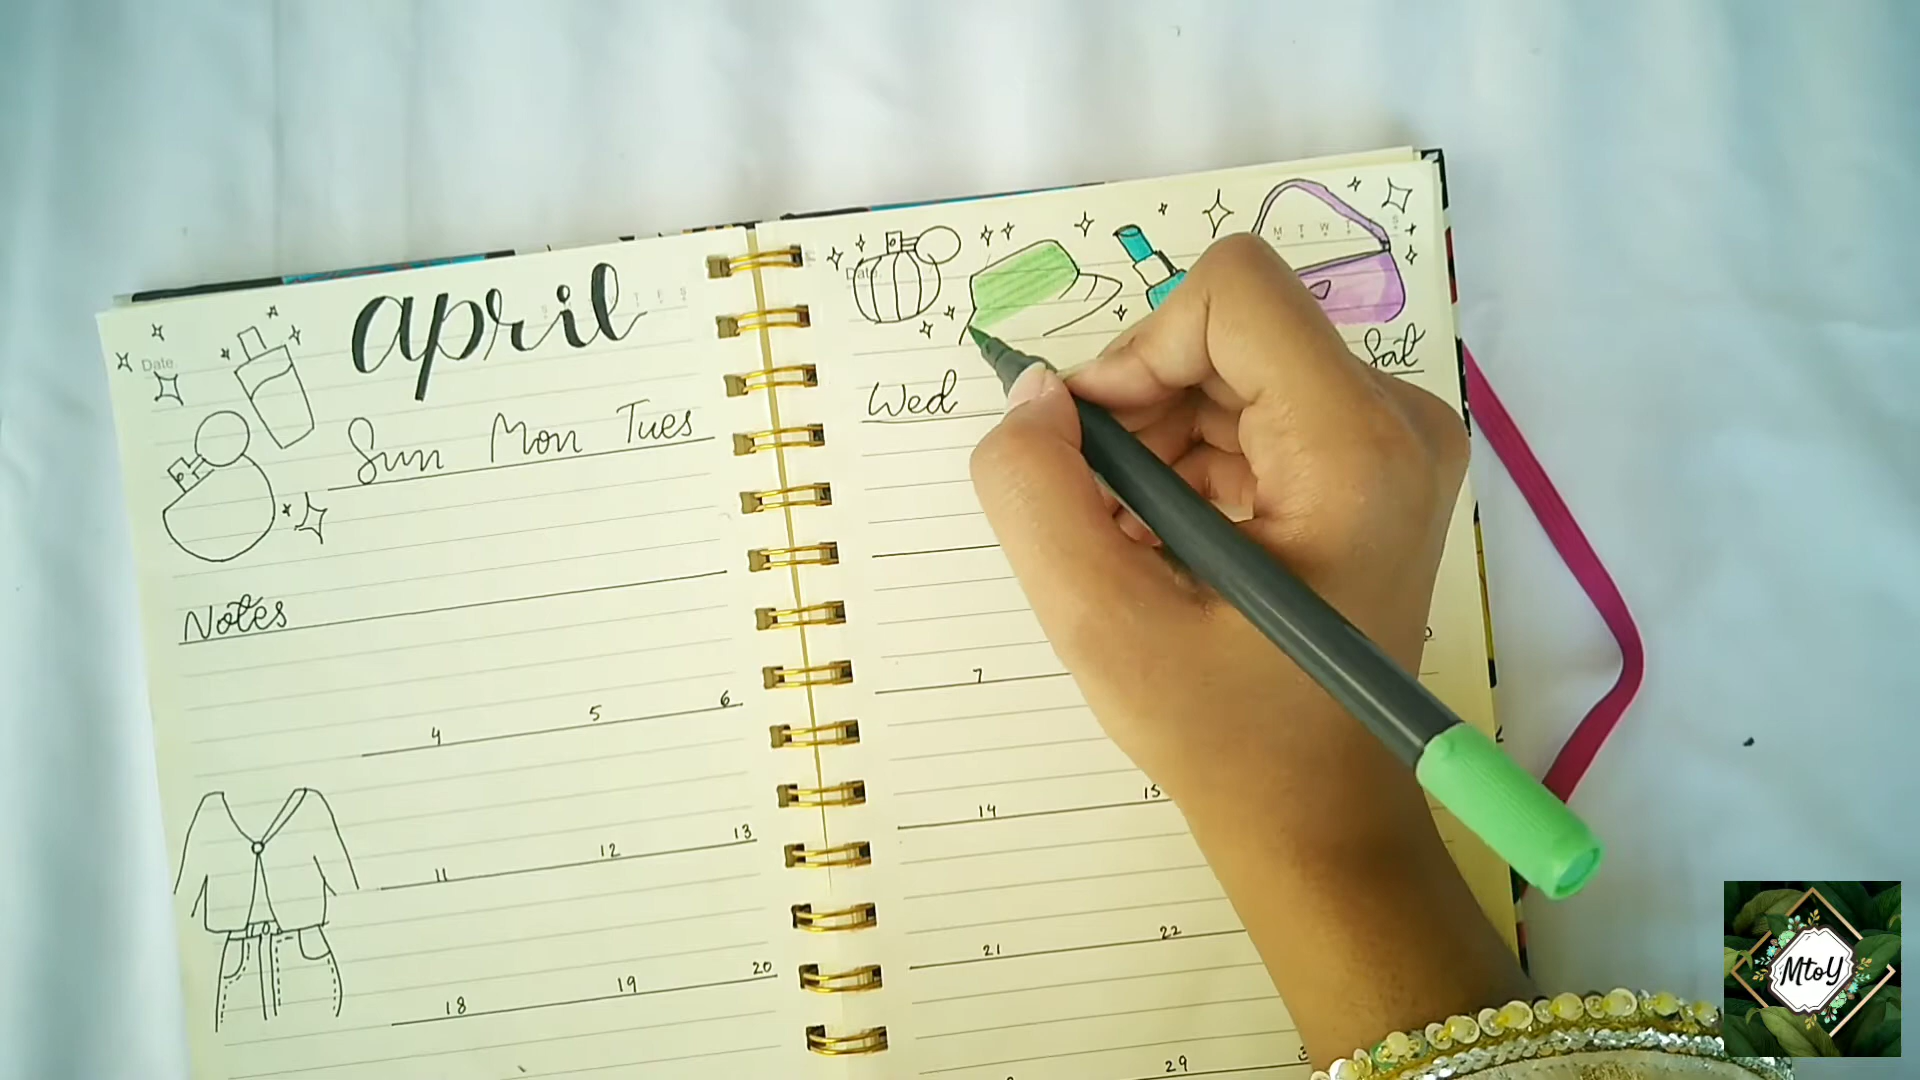 april
Date.
Sun Mon Tues
Notes
4 5 6
11 12 13
18 19 20
Date.
M T W
Wed Sat
7
14 15
21 22
29
MtoY